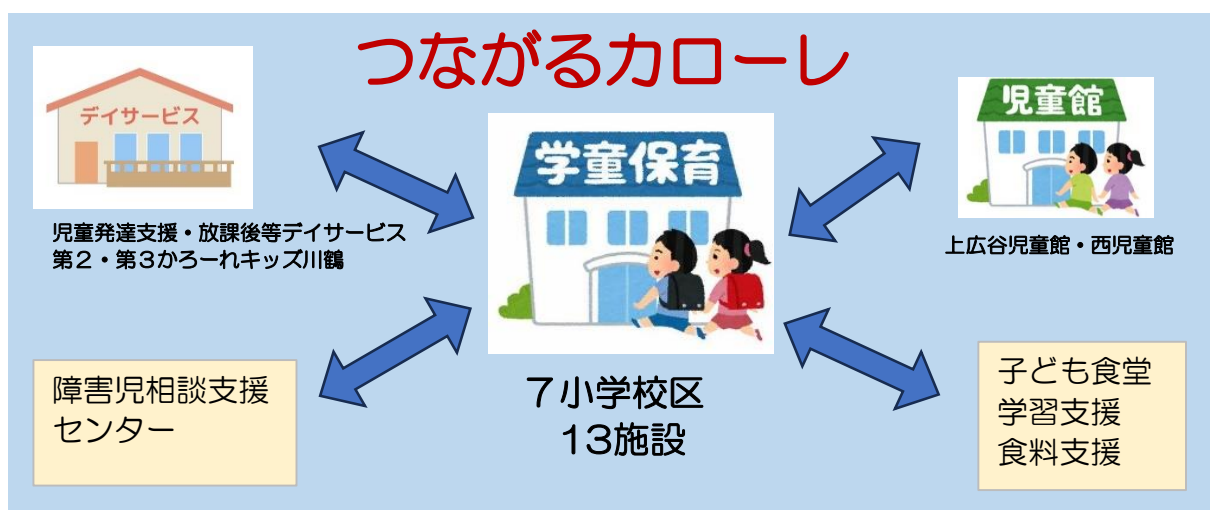 つながるカローレ
デイサービス
児童発達支援・放課後等デイサービス
第２・第３かろーれキッズ川鶴
学童保育
児童館
上広谷児童館・西児童館
障害児相談支援
センター
７小学校区
１３施設
子ども食堂
学習支援
食料支援